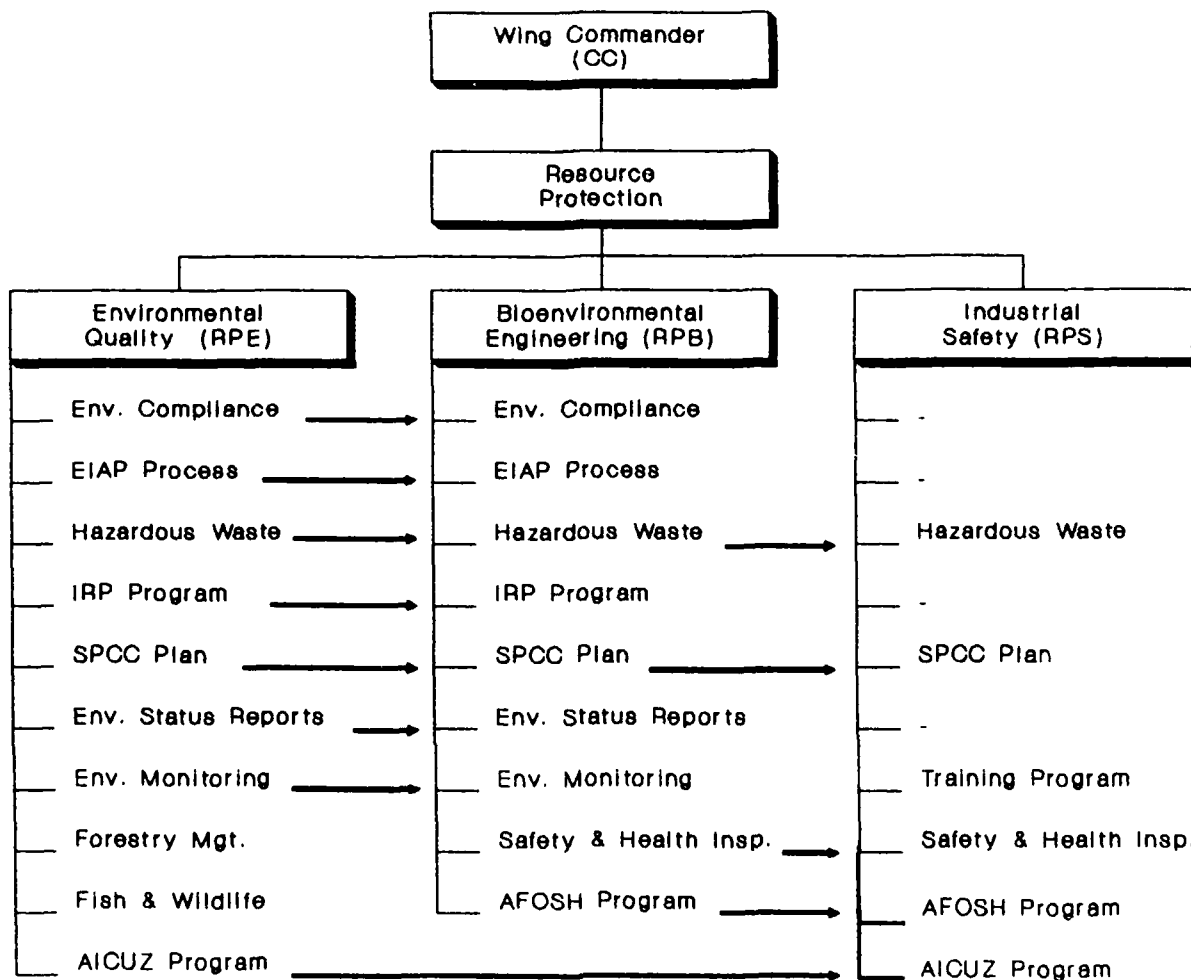 Wing Commander
(CC)
Resource
Protection
Environmental
Quality (RPE)
Env. Compliance
EIAP Process
Hazardous Waste
IRP Program
SPCC Plan
Env. Status Reports
Env. Monitoring
Forestry Mgt.
Fish & Wildlife
AICUZ Program
Bioenvironmental
Engineering (RPB)
Env. Compliance
EIAP Process
Hazardous Waste
IRP Program
SPCC Plan
Env. Status Reports
Env. Monitoring
Safety & Health Insp.
AFOSH Program
Industrial
Safety (RPS)
-
-
Hazardous Waste
-
SPCC Plan
-
Training Program
Safety & Health Insp.
AFOSH Program
AICUZ Program